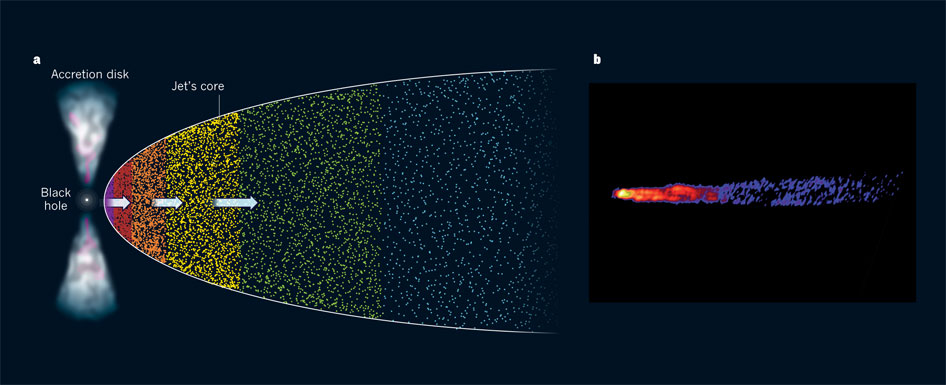 a
Accretion disk
Jet's core
Black
hole
b